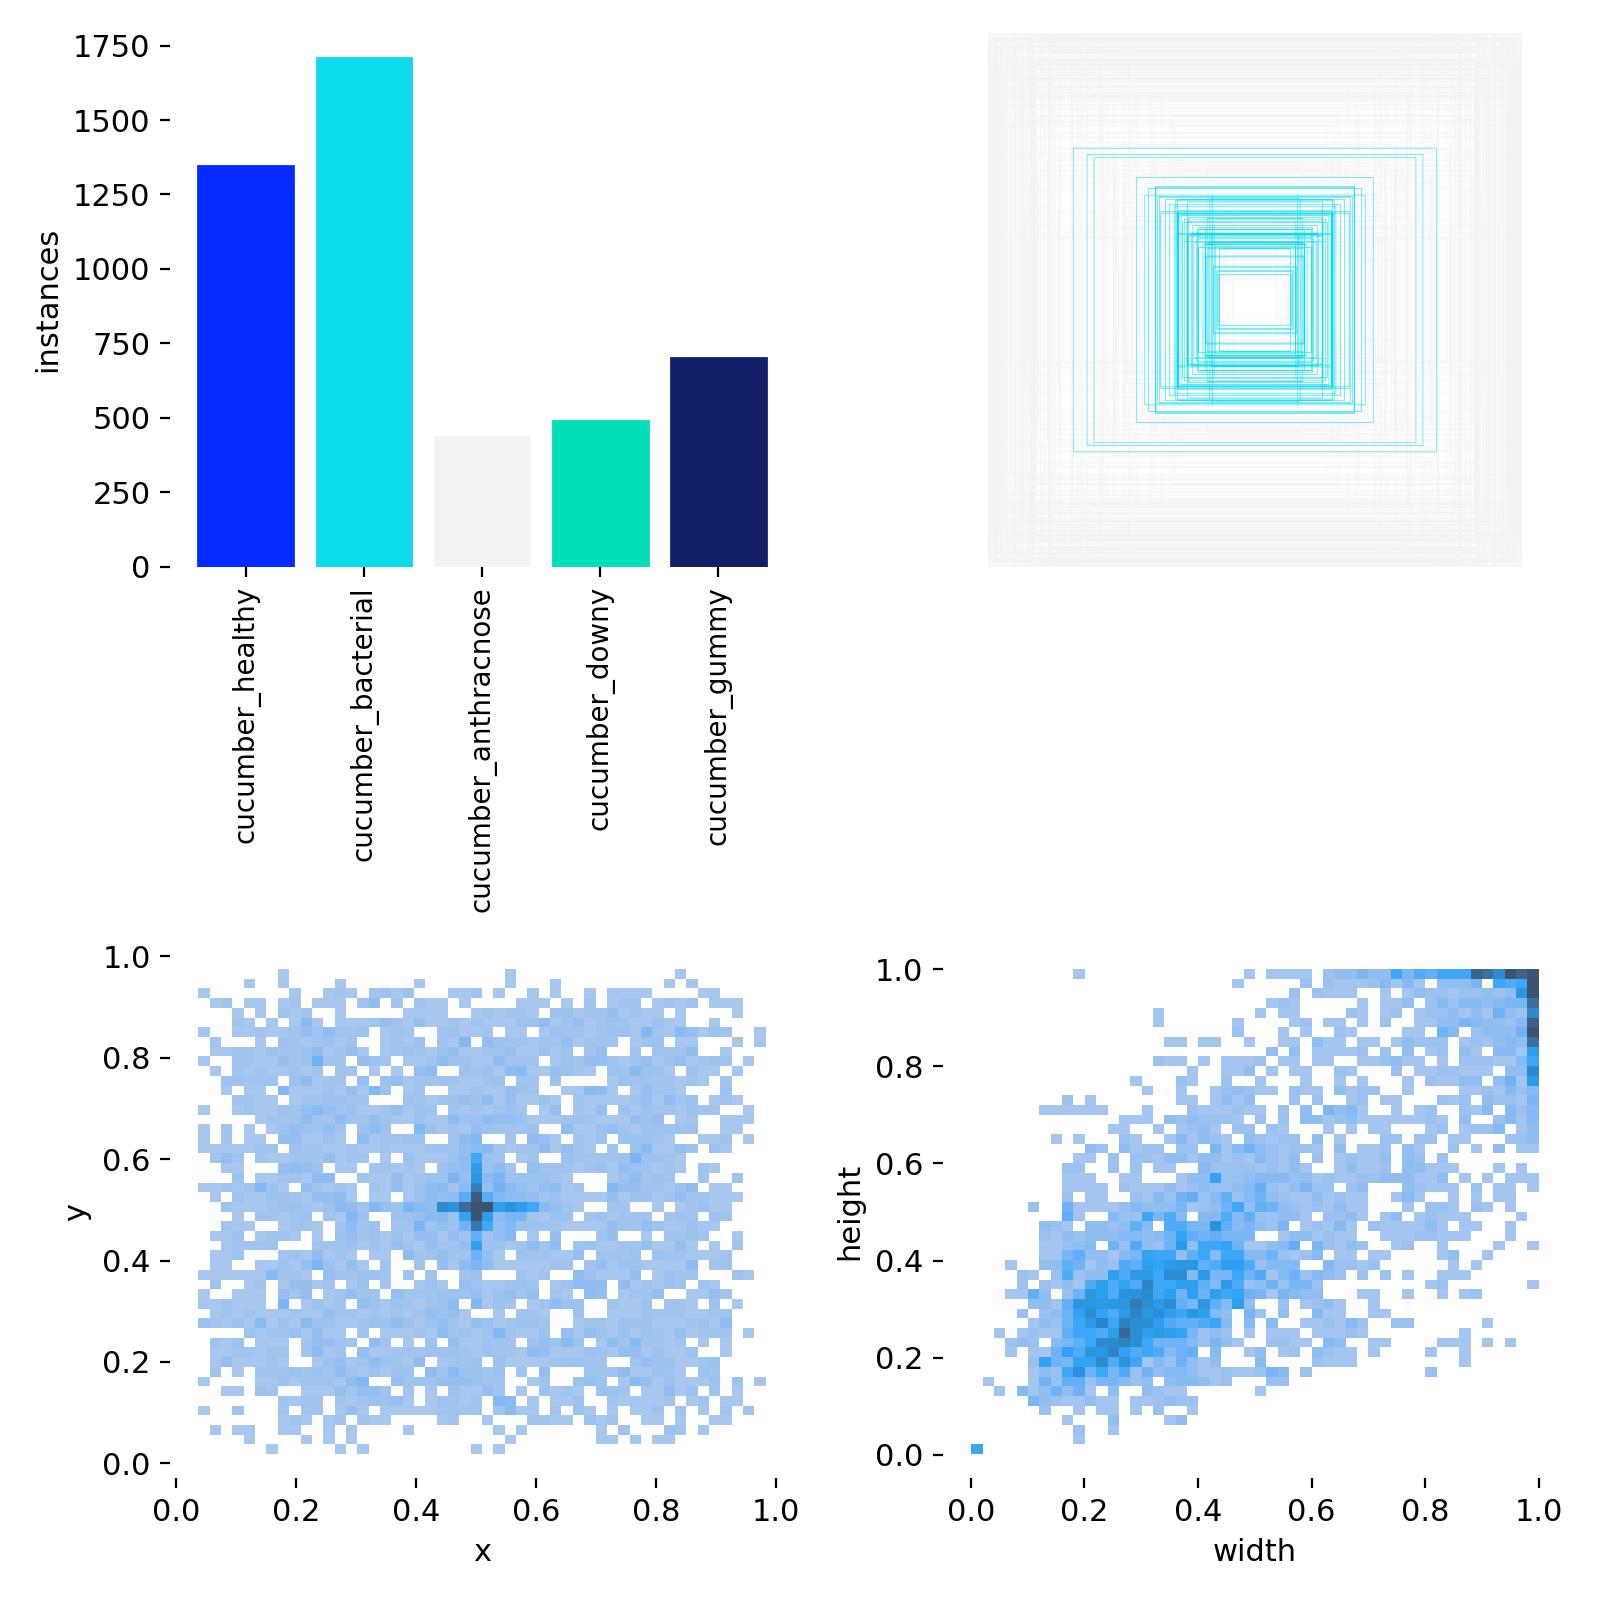 1750
1500
1250
1000
750
500
250
0
instances
cucumber_healthy
cucumber_bacterial
cucumber_anthracnose
cucumber_downy
cucumber_gummy
1.0
0.8
0.6
0.4
0.2
0.0
y
0.0 0.2 0.4 0.6 0.8 1.0
x
1.0
0.8
0.6
0.4
0.2
0.0
height
0.0 0.2 0.4 0.6 0.8 1.0
width